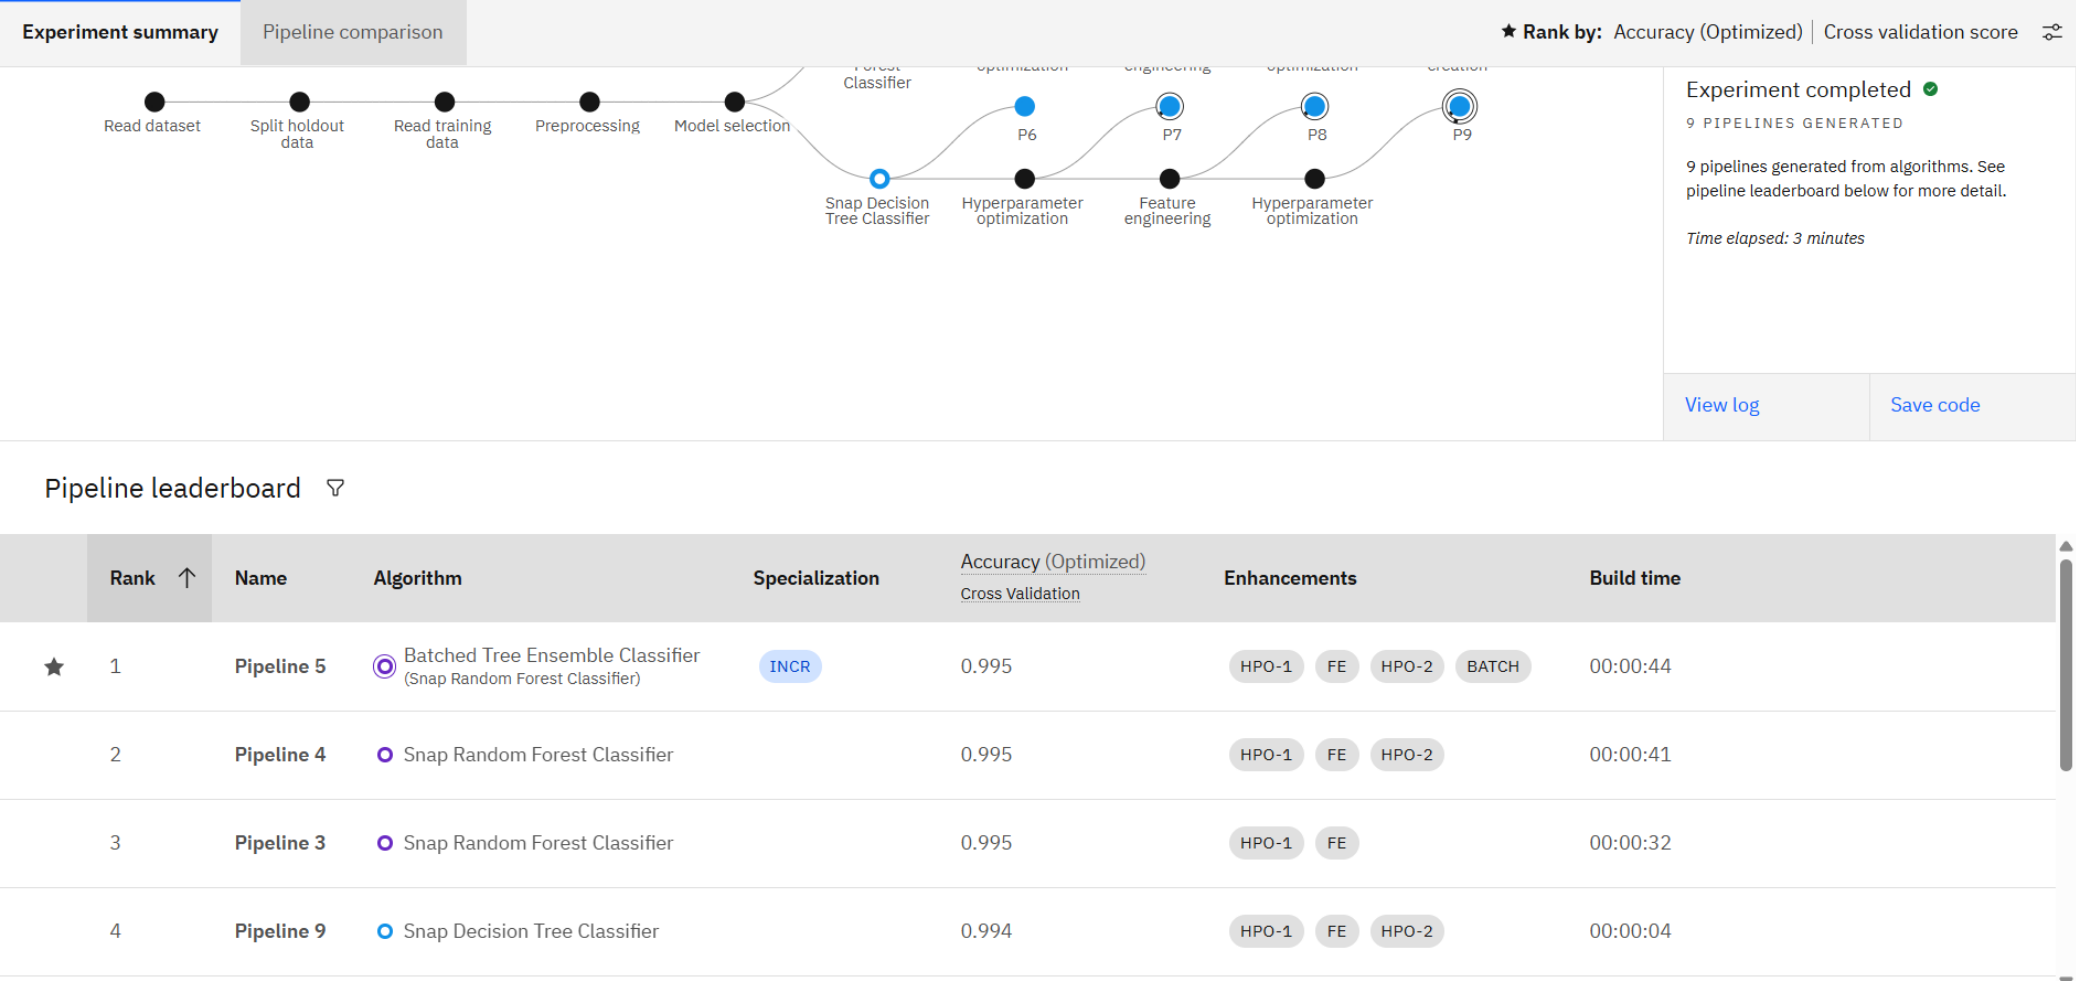 Experiment summary
Pipeline comparison
★ Rank by: Accuracy (Optimized) | Cross validation score
Forest
Classifier
optimization
engineering
optimization
creation
Read dataset
Split holdout
data
Read training
data
Preprocessing
Model selection
P6
P7
P8
P9
Snap Decision
Tree Classifier
Hyperparameter
optimization
Feature
engineering
Hyperparameter
optimization
Experiment completed
9 PIPELINES GENERATED
9 pipelines generated from algorithms. See
pipeline leaderboard below for more detail.
Time elapsed: 3 minutes
View log
Save code
Pipeline leaderboard
Rank ↑ Name Algorithm Specialization Accuracy (Optimized) Enhancements Build time
Cross Validation
★ 1 Pipeline 5 Batched Tree Ensemble Classifier INCR 0.995 HPO-1 FE HPO-2 BATCH 00:00:44
(Snap Random Forest Classifier)
2 Pipeline 4 Snap Random Forest Classifier 0.995 HPO-1 FE HPO-2 00:00:41
3 Pipeline 3 Snap Random Forest Classifier 0.995 HPO-1 FE 00:00:32
4 Pipeline 9 Snap Decision Tree Classifier 0.994 HPO-1 FE HPO-2 00:00:04